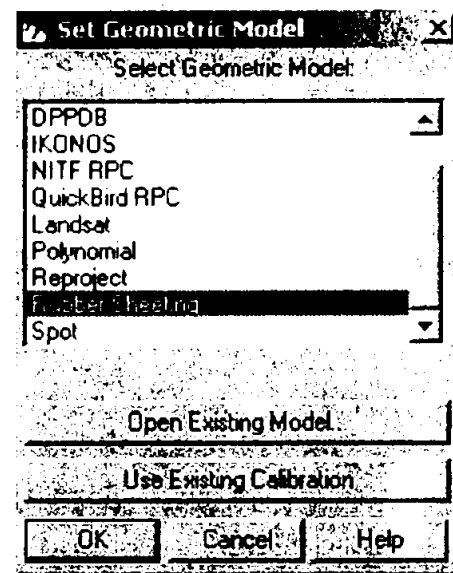 Set Geometric Model
Select Geometric Model:
DPPDB
IKONOS
NITF RPC
QuickBird RPC
Landsat
Polynomial
Reproject
Rubber Sheeting
Spot
Open Existing Model...
Use Existing Calibration
OK Cancel Help